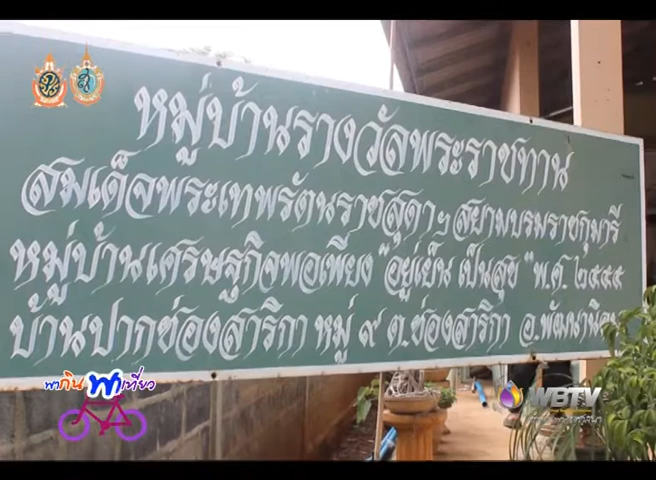 หมู่บ้านรางวัลพระราชทาน
สมเด็จพระเทพรัตนราชสุดาฯ สยามบรมราชกุมารี
หมู่บ้านเศรษฐกิจพอเพียง "อยู่เย็น เป็นสุข" พ.ศ. ๒๕๕๕
บ้านปากช่องสาริกา หมู่ ๙ ต.ช่องสาริกา อ.พัฒนานิคม
พากิน พาเที่ยว
WBTV